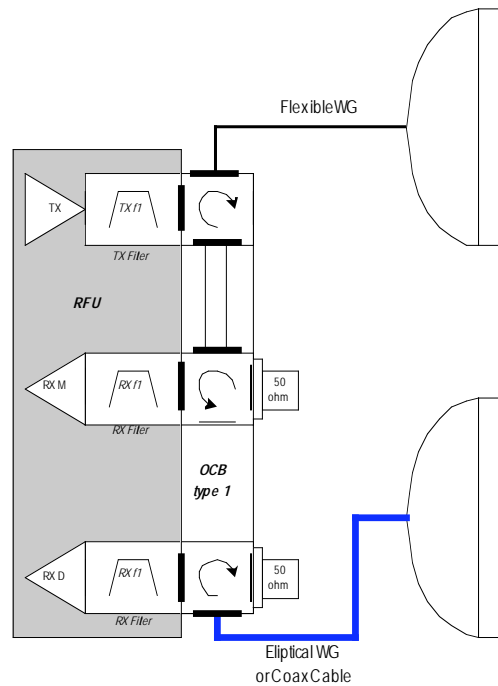 FlexibleWG
TX
TX f1
TX Filter
RFU
RX M
RX f1
50
ohm
RX Filter
OCB
type 1
RX D
RX f1
50
ohm
RX Filter
Eliptical WG
orCoaxCable